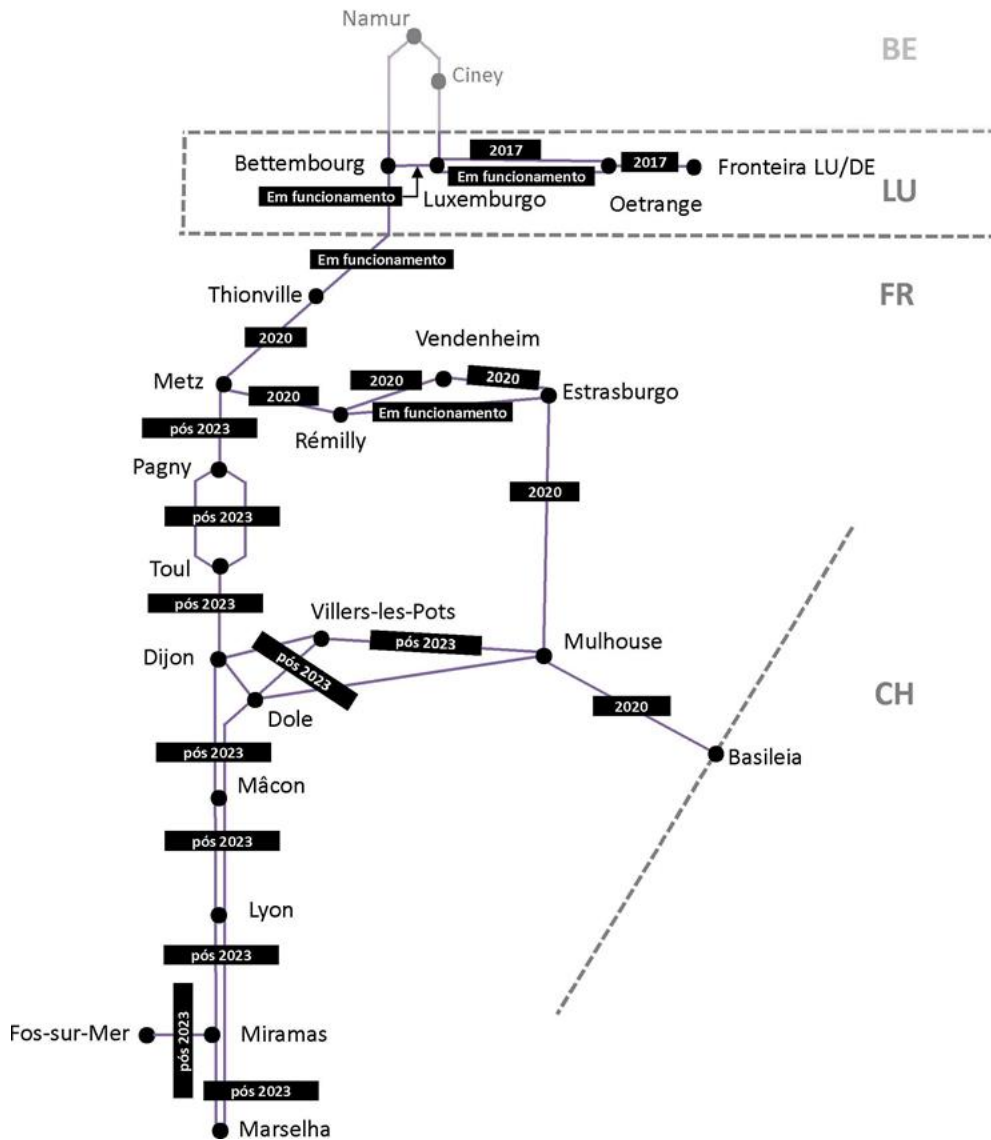 Namur
BE
Ciney
2017
Bettembourg
2017
Fronteira LU/DE
Em funcionamento
Em funcionamento
Luxemburgo
Oetrange
LU
Em funcionamento
Thionville
FR
2020
Vendenheim
Metz
2020
2020
2020
Estrasburgo
Em funcionamento
Rémilly
pós 2023
Pagny
2020
pós 2023
Toul
pós 2023
Villers-les-Pots
pós 2023
Mulhouse
Dijon
pós 2023
CH
Dole
2020
pós 2023
Basileia
Mâcon
pós 2023
Lyon
pós 2023
Fos-sur-Mer
pós 2023
Miramas
pós 2023
Marselha